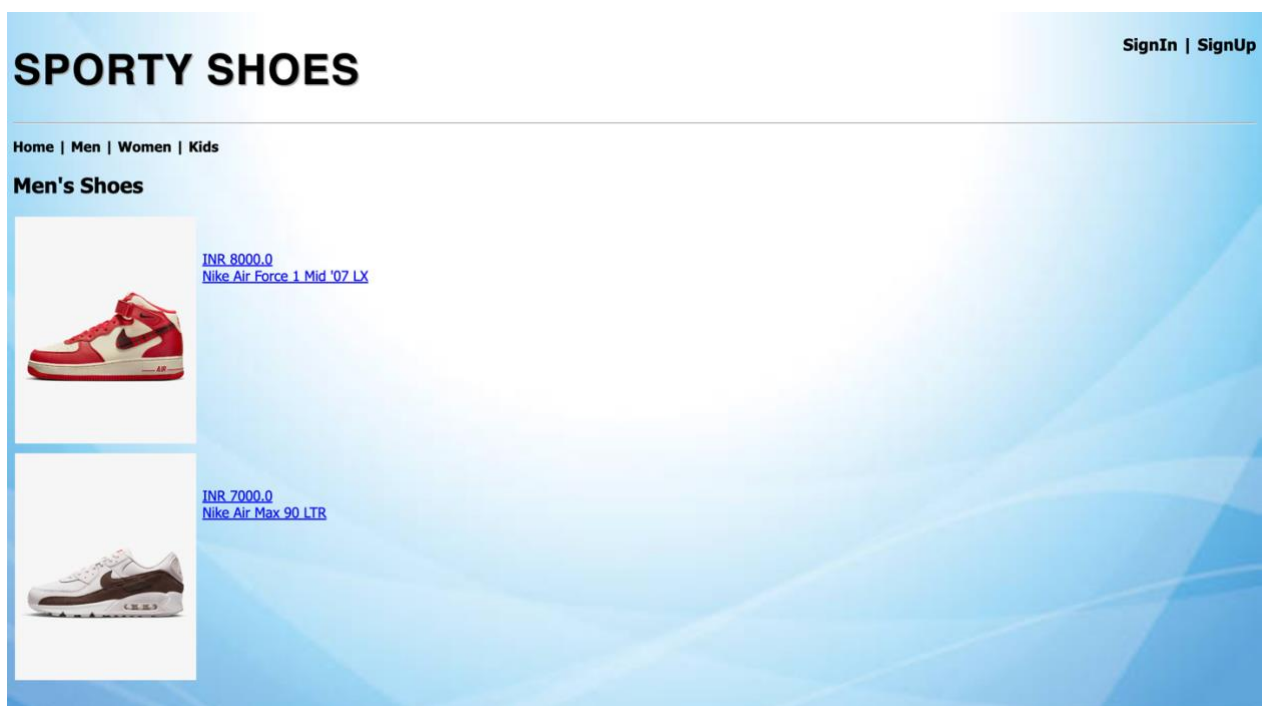 SPORTY SHOES
SignIn | SignUp
Home | Men | Women | Kids
Men's Shoes
INR 8000.0
Nike Air Force 1 Mid '07 LX
AIR
INR 7000.0
Nike Air Max 90 LTR